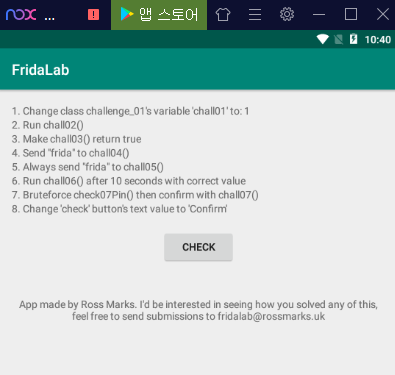 nox ... 앱 스토어
10:40
FridaLab
1. Change class challenge_01's variable 'chall01' to: 1
2. Run chall02()
3. Make chall03() return true
4. Send "frida" to chall04()
5. Always send "frida" to chall05()
6. Run chall06() after 10 seconds with correct value
7. Bruteforce check07Pin() then confirm with chall07()
8. Change 'check' button's text value to 'Confirm'
CHECK
App made by Ross Marks. I'd be interested in seeing how you solved any of this,
feel free to send submissions to fridalab@rossmarks.uk